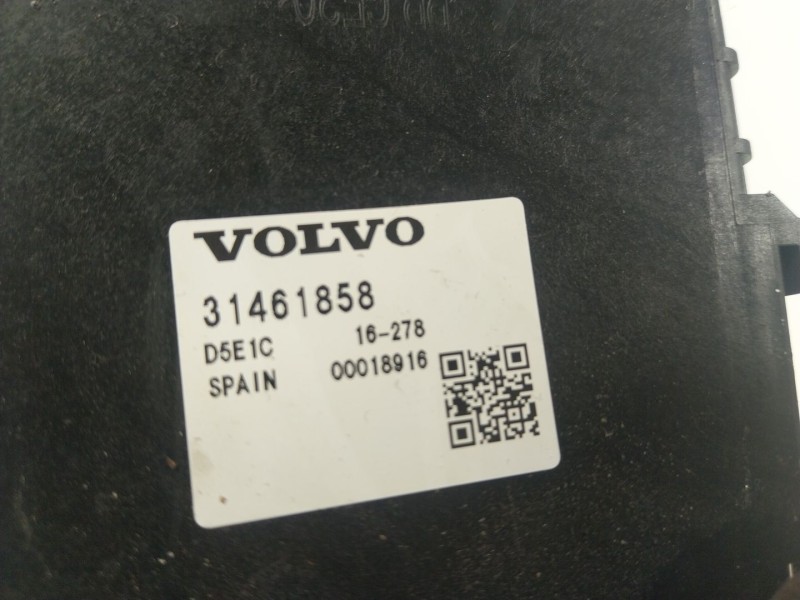 VOLVO
31461858
D5E1C 16-278
SPAIN 00018916